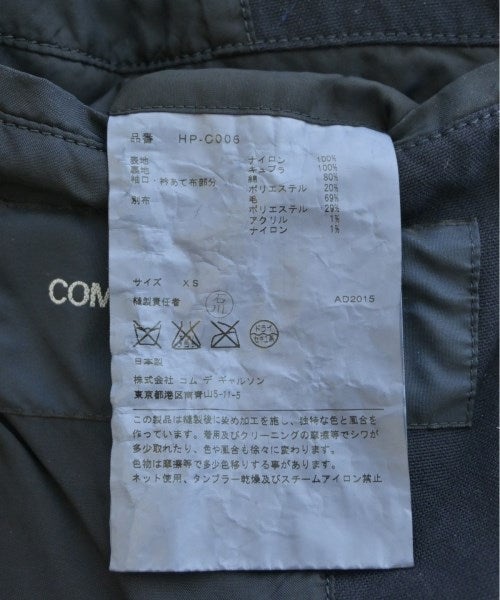 品番 HP-C006
表地 ナイロン 100%
裏地 キュプラ 100%
袖口・衿あて布部分 綿 80%
ポリエステル 20%
別布 毛 69%
ポリエステル 29%
アクリル 1%
ナイロン 1%
COM
サイズ XS
縫製責任者 石川 AD2015
ドライ
日本製
株式会社 コム デ ギャルソン
東京都港区南青山5-11-5
この製品は縫製後に染め加工を施し、独特な色と風合を
作っています。着用及びクリーニングの摩擦等でシワが
多少取れたり、色や風合も徐々に変わります。
色物は摩擦等で多少色移りする事があります。
ネット使用、タンブラー乾燥及びスチームアイロン禁止